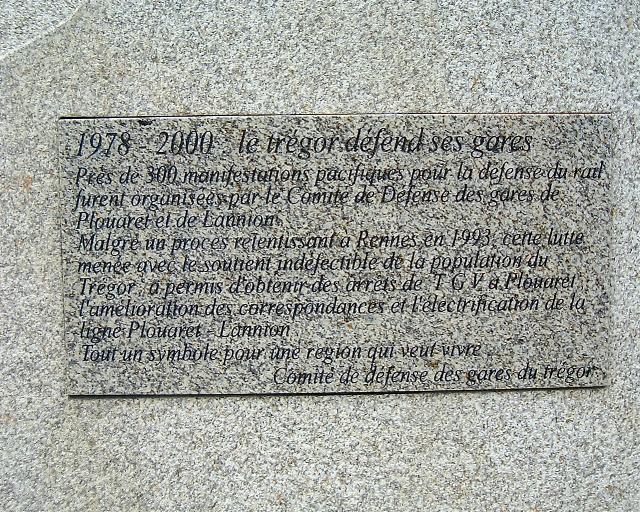 1978 - 2000 le trégor défend ses gares
Près de 300 manifestations pacifiques pour la défense du rail
furent organisées par le Comité de Défense des gares de
Plouaret et de Lannion
Malgré un procès retentissant à Rennes en 1993, cette lutte
menée avec le soutient indéfectible de la population du
Trégor, a permis d'obtenir des arrêts de T G V à Plouaret,
l'amélioration des correspondances et l'électrification de la
ligne Plouaret - Lannion
Tout un symbole pour une région qui veut vivre
Comité de défense des gares du trégor